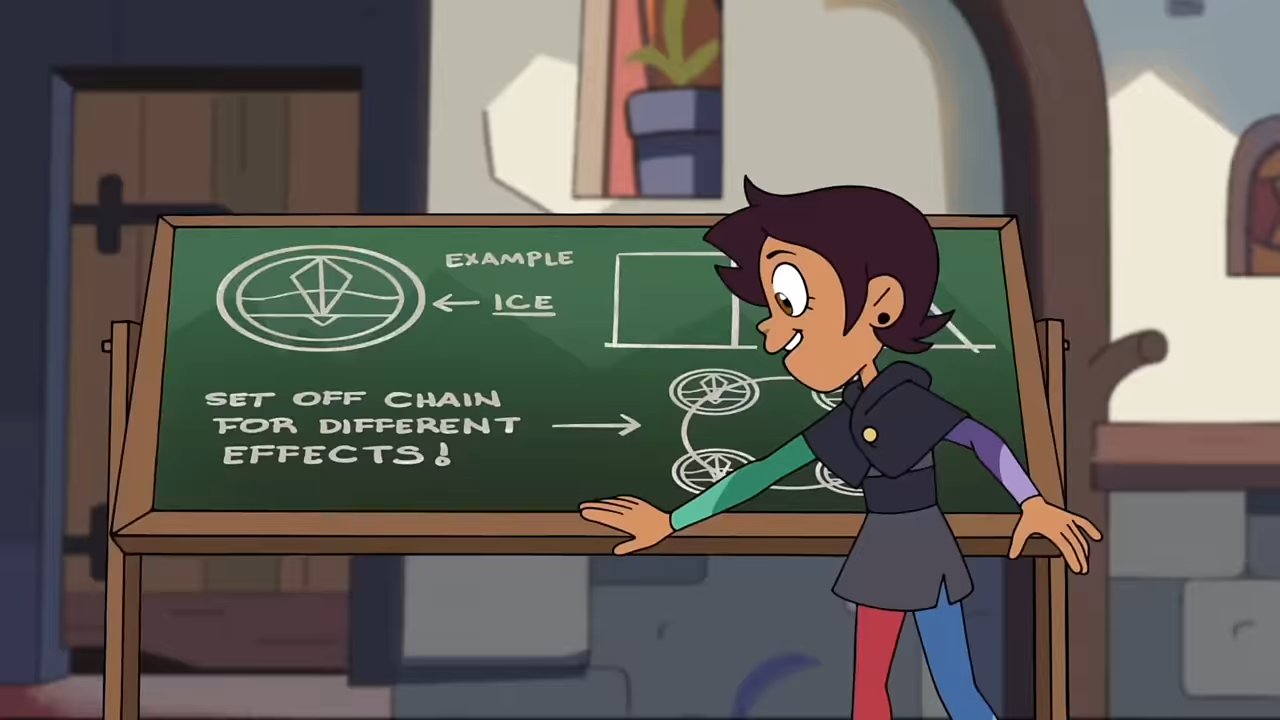 EXAMPLE
← ICE
SET OFF CHAIN
FOR DIFFERENT
EFFECTS!